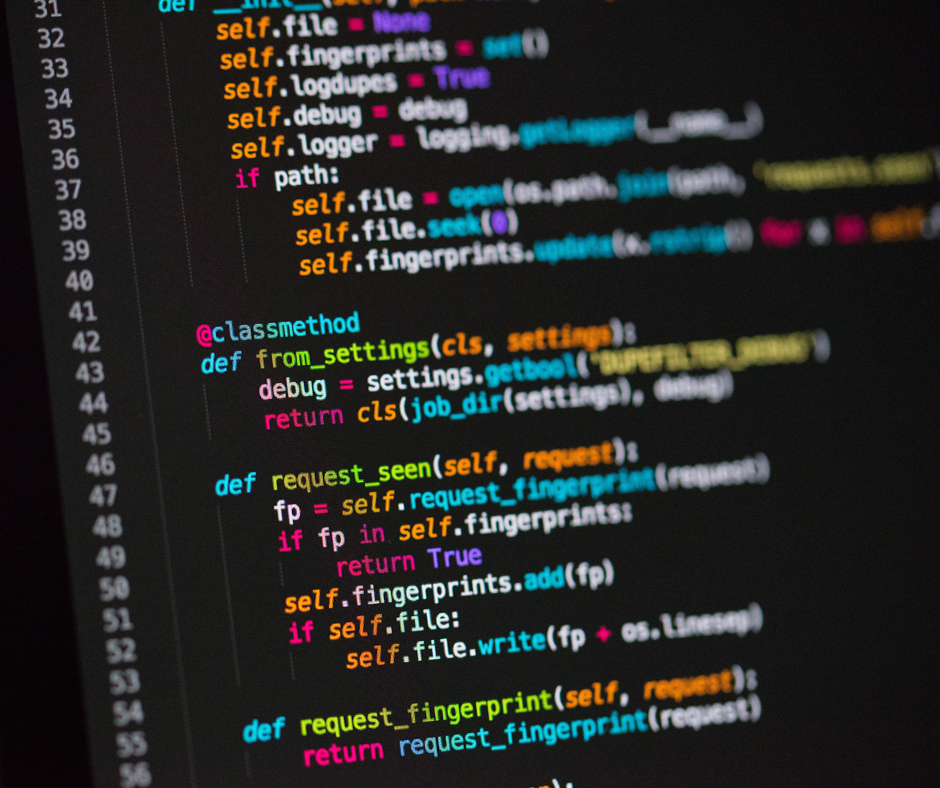 31 def __init__(self,
32 self.file = None
33 self.fingerprints = set()
34 self.logdupes = True
35 self.debug = debug
36 self.logger = logging.getLogger(__name__)
37 if path:
38 self.file = open(os.path.join(path, 'requests.seen'
39 self.file.seek(0)
40 self.fingerprints.update(x.rstrip() for x in self.
41
42 @classmethod
43 def from_settings(cls, settings):
44 debug = settings.getbool('DUPEFILTER_DEBUG')
45 return cls(job_dir(settings), debug)
46
47 def request_seen(self, request):
48 fp = self.request_fingerprint(request)
49 if fp in self.fingerprints:
50 return True
51 self.fingerprints.add(fp)
52 if self.file:
53 self.file.write(fp + os.linesep)
54
55 def request_fingerprint(self, request):
56 return request_fingerprint(request)